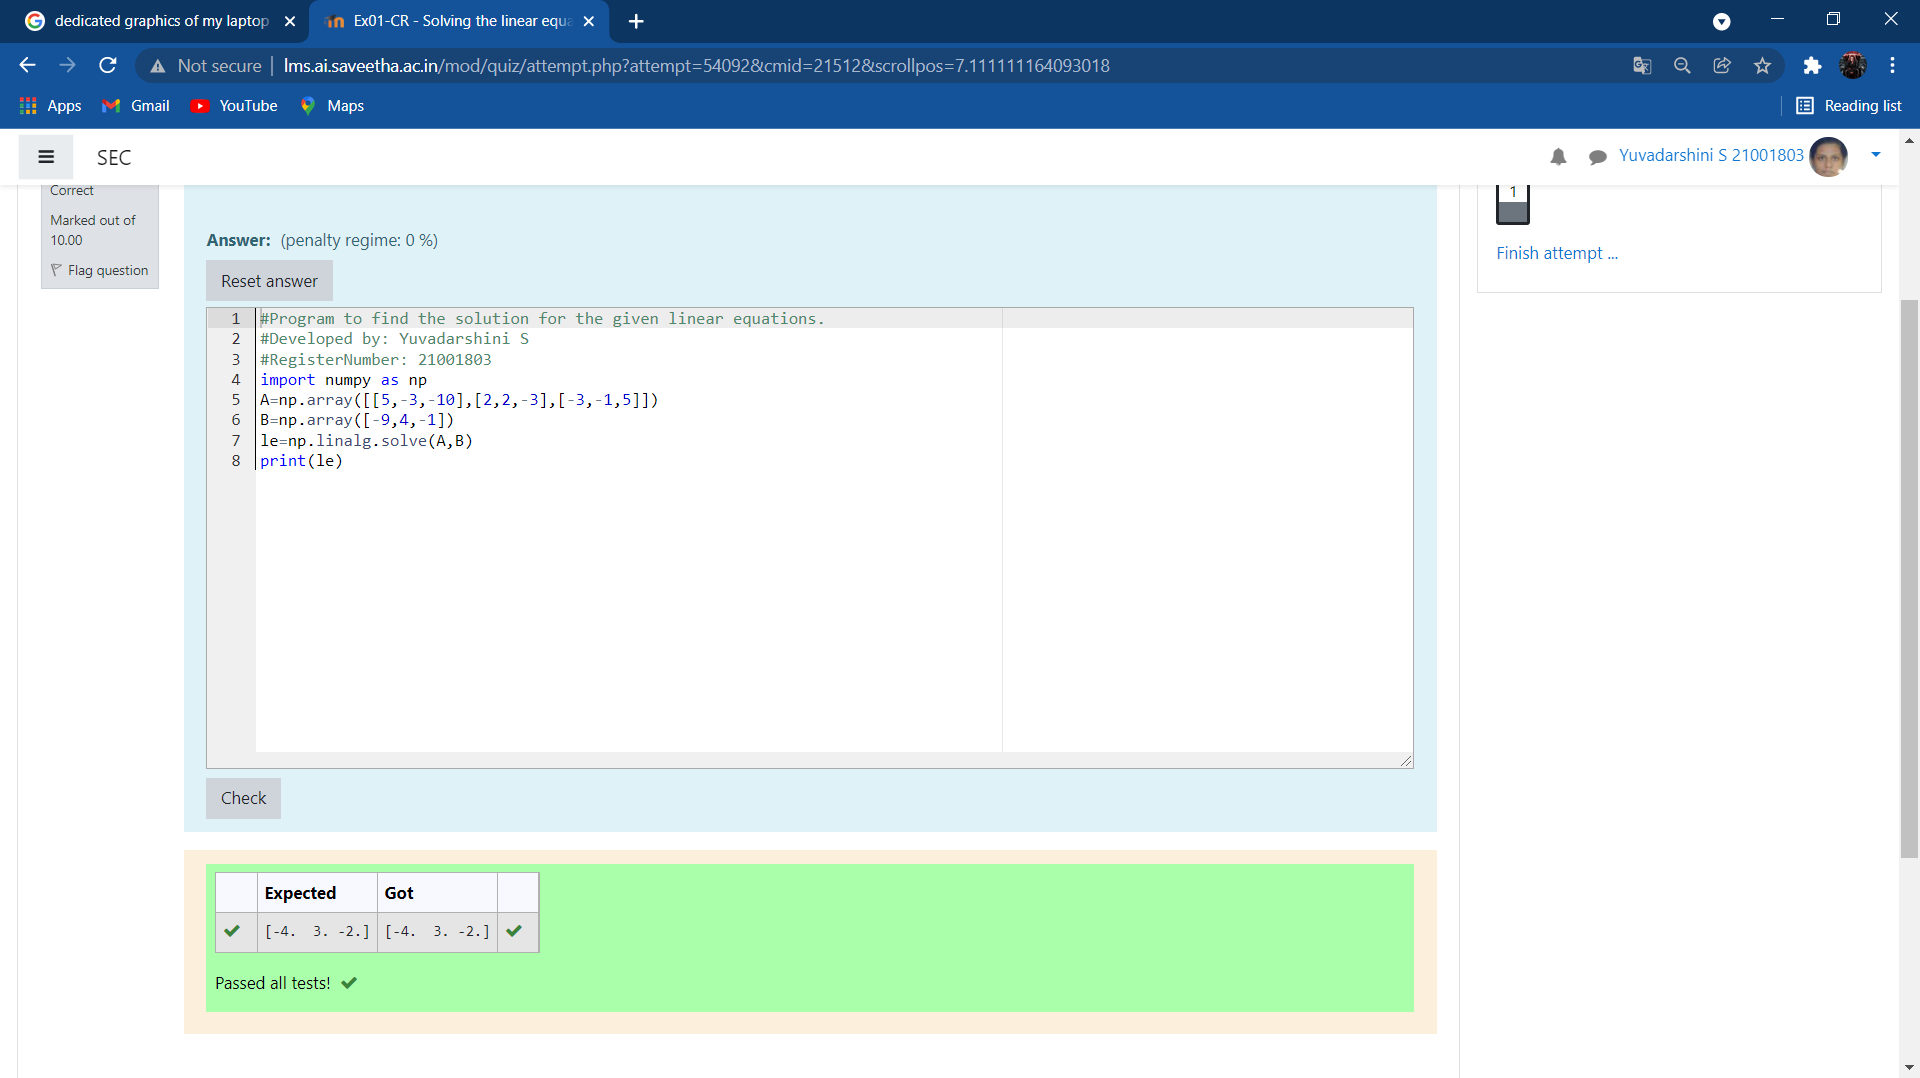 dedicated graphics of my laptop
Ex01-CR - Solving the linear equa
Not secure | lms.ai.saveetha.ac.in/mod/quiz/attempt.php?attempt=54092&cmid=21512&scrollpos=7.111111164093018
Apps Gmail YouTube Maps Reading list
SEC Yuvadarshini S 21001803
Correct
Marked out of
10.00
Flag question
1
Finish attempt ...
Answer: (penalty regime: 0 %)
Reset answer
1 #Program to find the solution for the given linear equations.
2 #Developed by: Yuvadarshini S
3 #RegisterNumber: 21001803
4 import numpy as np
5 A=np.array([[5,-3,-10],[2,2,-3],[-3,-1,5]])
6 B=np.array([-9,4,-1])
7 le=np.linalg.solve(A,B)
8 print(le)
Check
Expected Got
[-4.  3. -2.] [-4.  3. -2.]
Passed all tests!